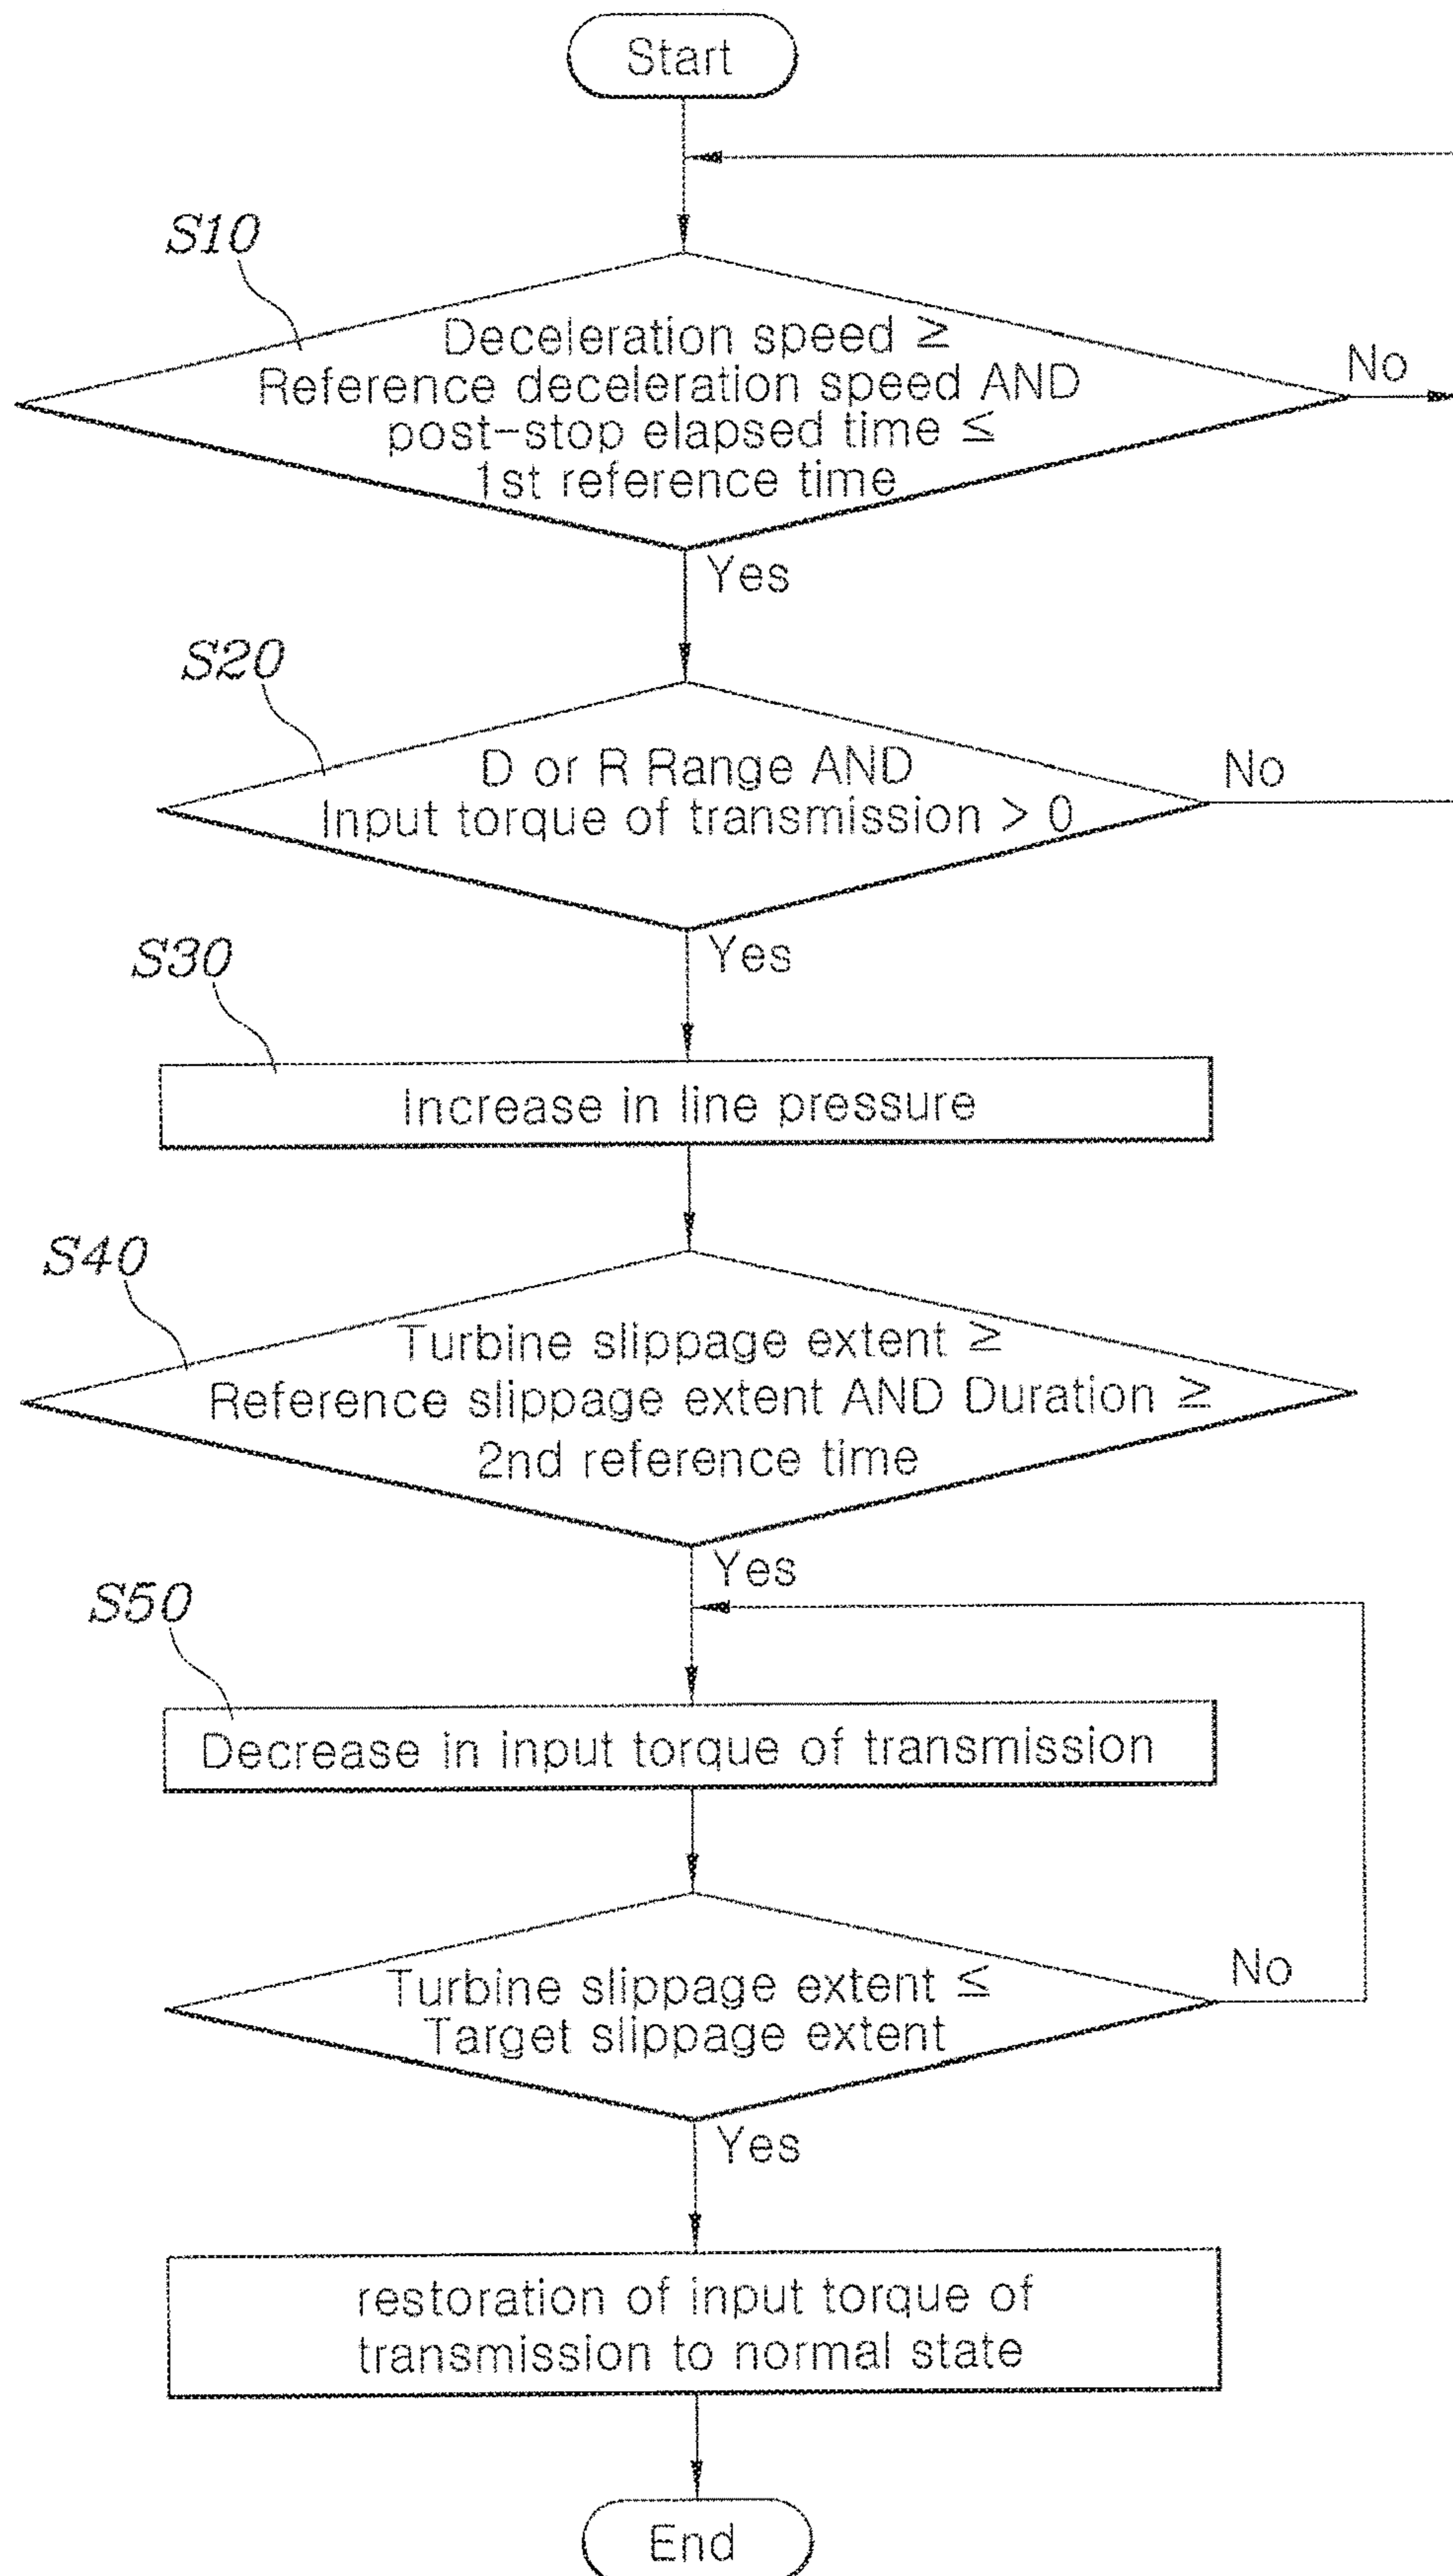 Start
S10
Deceleration speed ≥
Reference deceleration speed AND
post-stop elapsed time ≤
1st reference time
No
Yes
S20
D or R Range AND
Input torque of transmission > 0
No
Yes
S30
Increase in line pressure
S40
Turbine slippage extent ≥
Reference slippage extent AND Duration ≥
2nd reference time
Yes
S50
Decrease in input torque of transmission
Turbine slippage extent ≤
Target slippage extent
No
Yes
restoration of input torque of
transmission to normal state
End